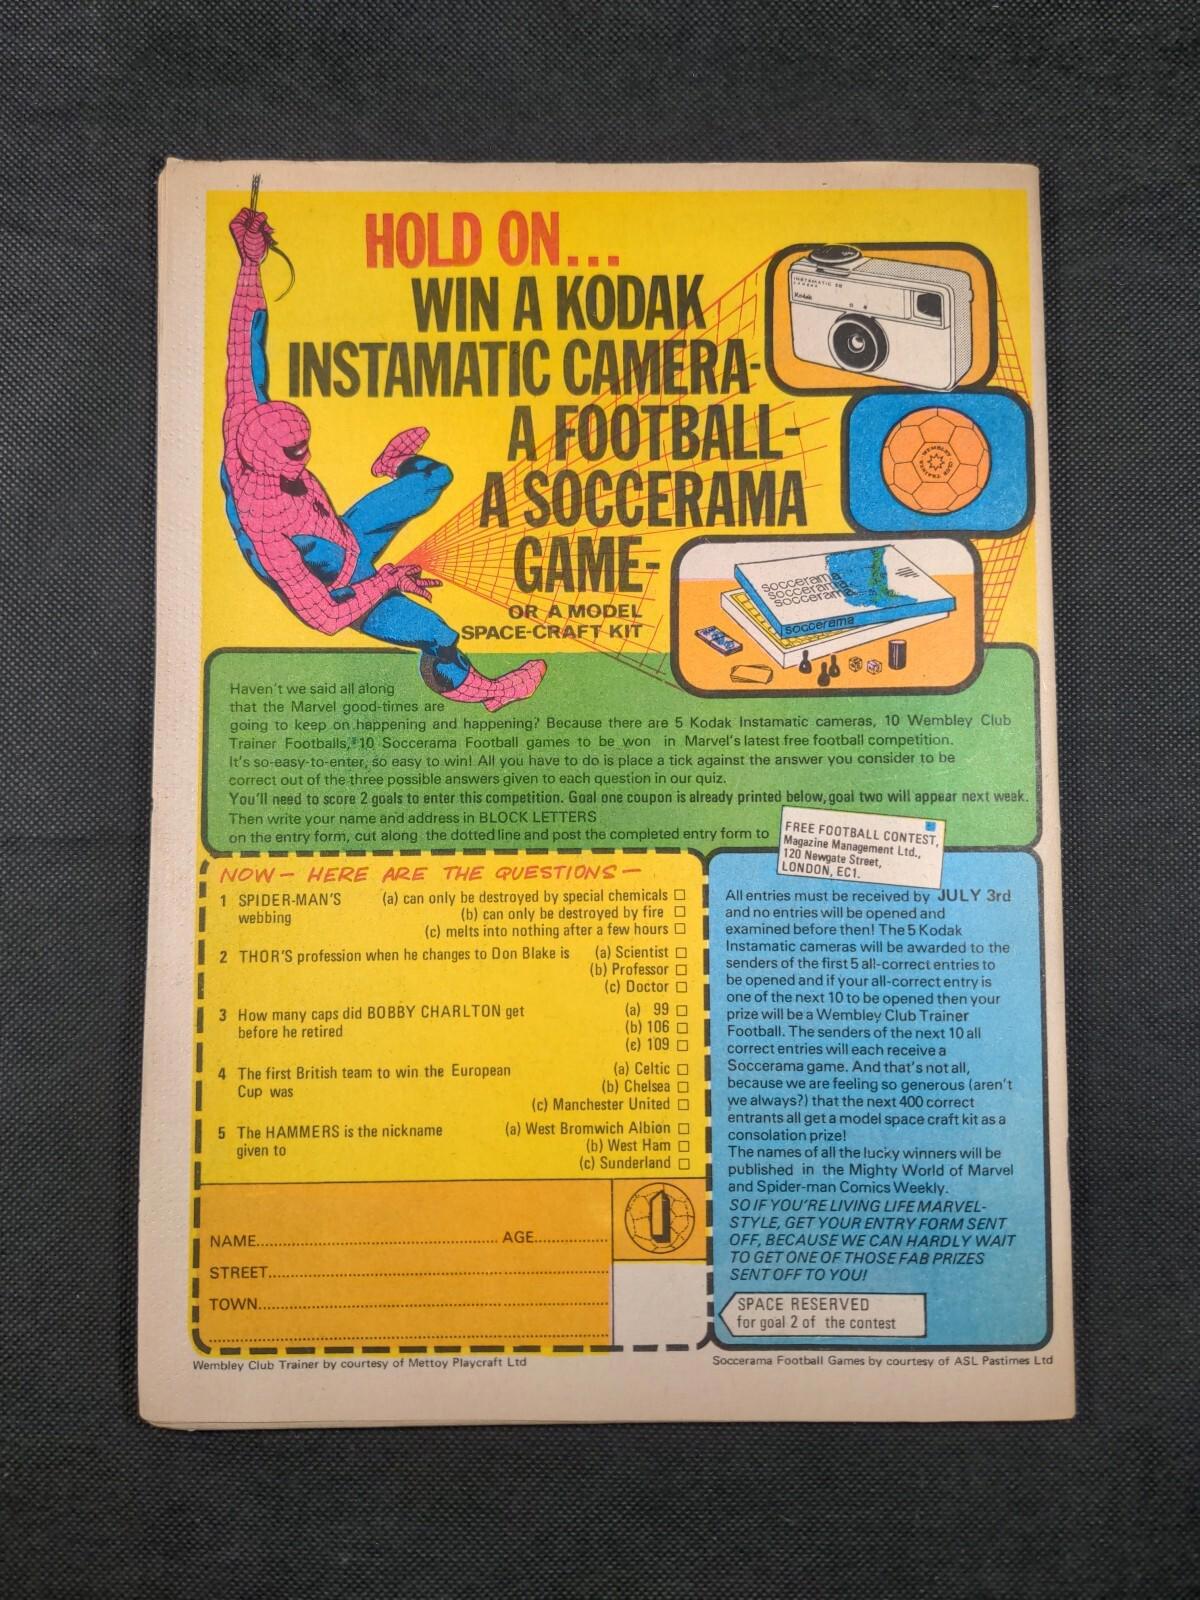 HOLD ON...
WIN A KODAK
INSTAMATIC CAMERA-
A FOOTBALL-
A SOCCERAMA
GAME-
OR A MODEL
SPACE-CRAFT KIT
Kodak
WEMBLEY CLUB TRAINER
soccerama
soccerama
soccerama
soccerama
Haven't we said all along
that the Marvel good-times are
going to keep on happening and happening? Because there are 5 Kodak Instamatic cameras, 10 Wembley Club
Trainer Footballs, 10 Soccerama Football games to be won in Marvel's latest free football competition.
It's so-easy-to-enter, so easy to win! All you have to do is place a tick against the answer you consider to be
correct out of the three possible answers given to each question in our quiz.
You'll need to score 2 goals to enter this competition. Goal one coupon is already printed below, goal two will appear next week.
Then write your name and address in BLOCK LETTERS
on the entry form, cut along the dotted line and post the completed entry form to
FREE FOOTBALL CONTEST,
Magazine Management Ltd.,
120 Newgate Street,
LONDON, EC1.
NOW - HERE ARE THE QUESTIONS -
1 SPIDER-MAN'S (a) can only be destroyed by special chemicals
webbing (b) can only be destroyed by fire
(c) melts into nothing after a few hours
2 THOR'S profession when he changes to Don Blake is (a) Scientist
(b) Professor
(c) Doctor
3 How many caps did BOBBY CHARLTON get (a) 99
before he retired (b) 106
(c) 109
4 The first British team to win the European (a) Celtic
Cup was (b) Chelsea
(c) Manchester United
5 The HAMMERS is the nickname (a) West Bromwich Albion
given to (b) West Ham
(c) Sunderland
NAME.......... AGE..........
STREET..........
TOWN..........
1
All entries must be received by JULY 3rd
and no entries will be opened and
examined before then! The 5 Kodak
Instamatic cameras will be awarded to the
senders of the first 5 all-correct entries to
be opened and if your all-correct entry is
one of the next 10 to be opened then your
prize will be a Wembley Club Trainer
Football. The senders of the next 10 all
correct entries will each receive a
Soccerama game. And that's not all,
because we are feeling so generous (aren't
we always?) that the next 400 correct
entrants all get a model space craft kit as a
consolation prize!
The names of all the lucky winners will be
published in the Mighty World of Marvel
and Spider-man Comics Weekly.
SO IF YOU'RE LIVING LIFE MARVEL-
STYLE, GET YOUR ENTRY FORM SENT
OFF, BECAUSE WE CAN HARDLY WAIT
TO GET ONE OF THOSE FAB PRIZES
SENT OFF TO YOU!
SPACE RESERVED
for goal 2 of the contest
Wembley Club Trainer by courtesy of Mettoy Playcraft Ltd
Soccerama Football Games by courtesy of ASL Pastimes Ltd